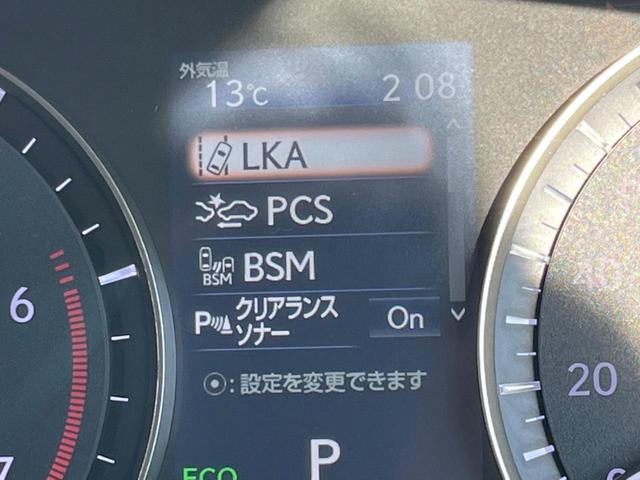 外気温
13℃ 2 08
LKA
PCS
BSM
BSM
P クリアランス
ソナー On
：設定を変更できます
P
ECO
6
7
20